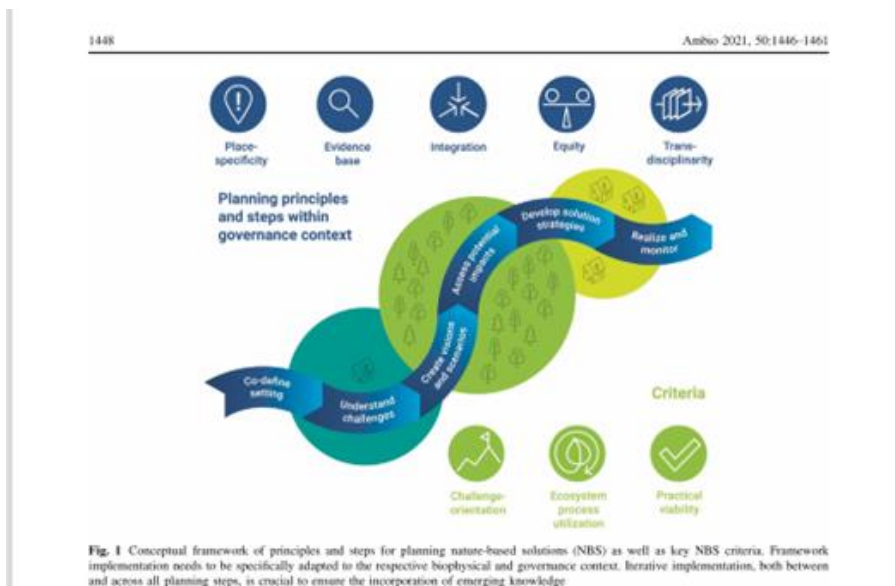 1448
Ambio 2021, 50:1446–1461
Place-
specificity
Evidence
base
Integration
Equity
Trans-
disciplinarity
Planning principles
and steps within
governance context
Co-define
setting
Understand
challenges
Create visions
and scenarios
Assess potential
impacts
Develop solution
strategies
Realize and
monitor
Criteria
Challenge-
orientation
Ecosystem
process
utilization
Practical
viability
Fig. 1 Conceptual framework of principles and steps for planning nature-based solutions (NBS) as well as key NBS criteria. Framework
implementation needs to be specifically adapted to the respective biophysical and governance context. Iterative implementation, both between
and across all planning steps, is crucial to ensure the incorporation of emerging knowledge